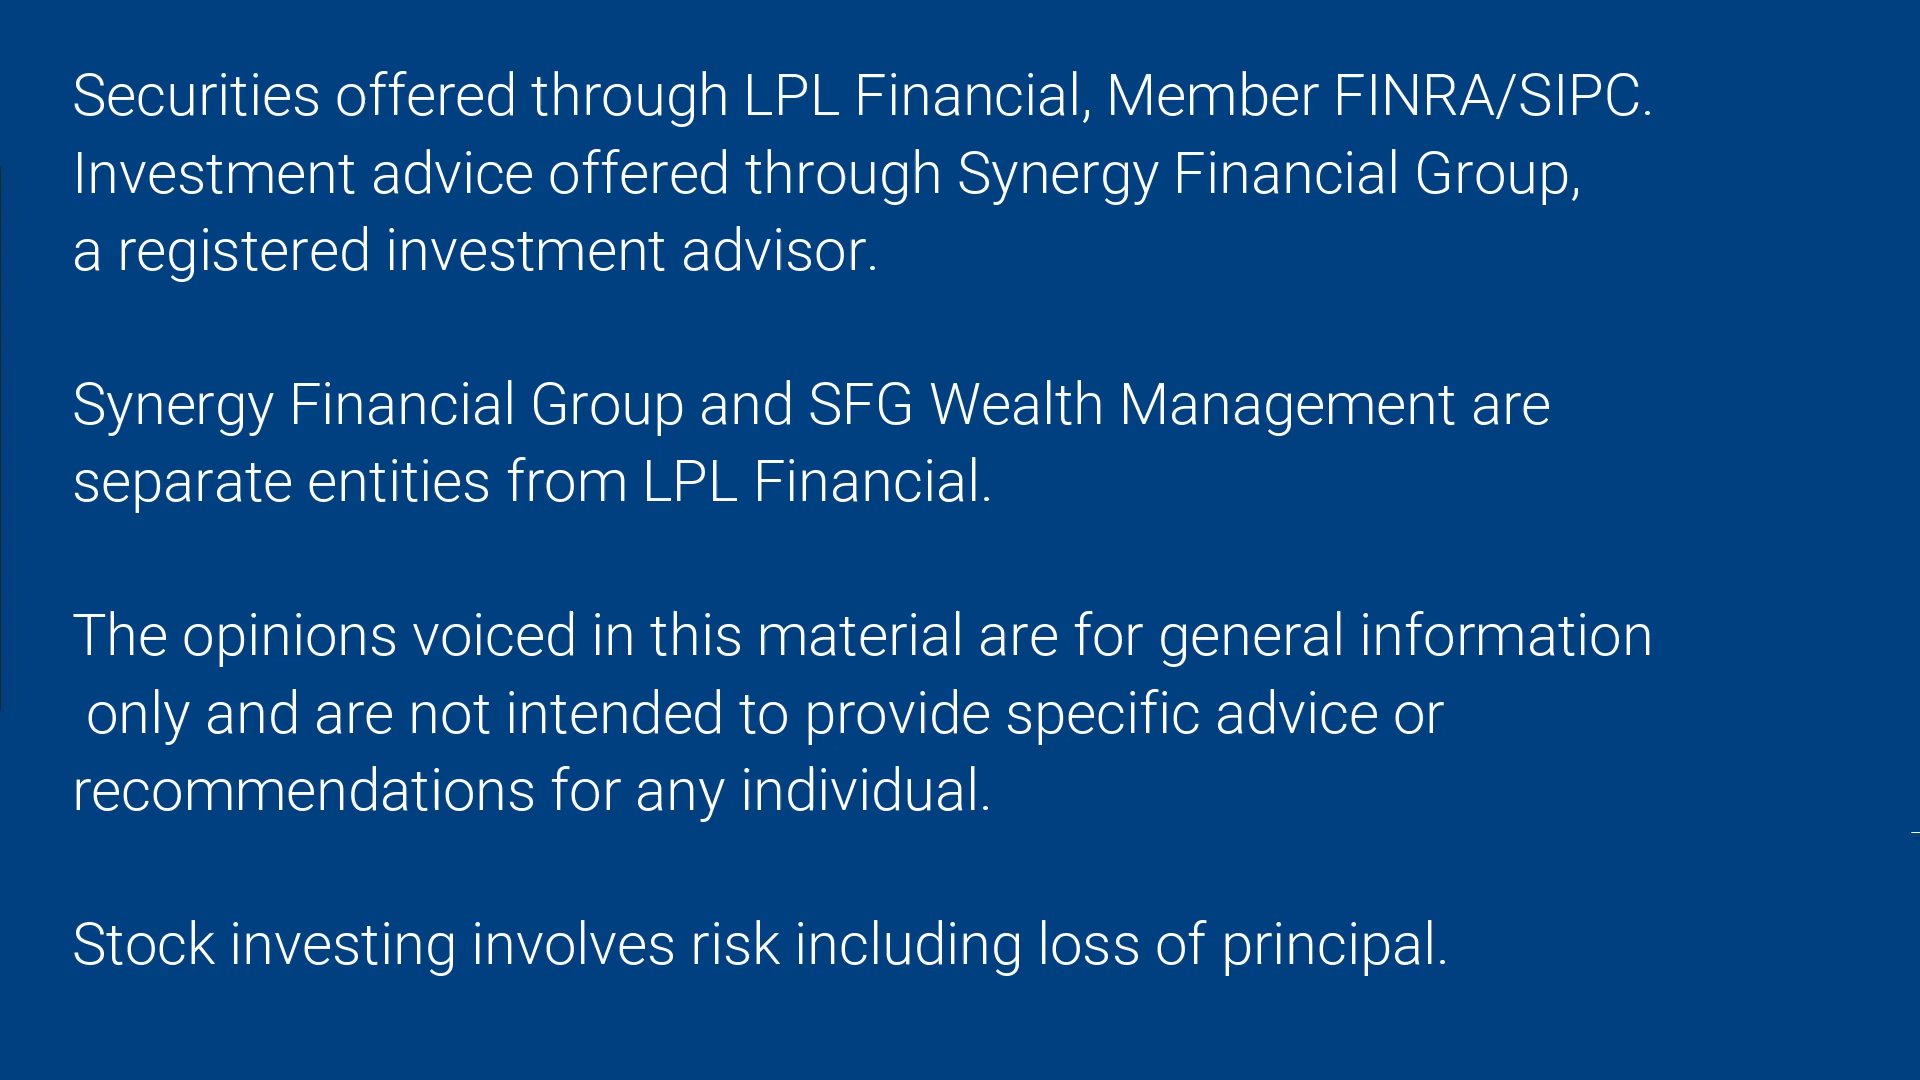 Securities offered through LPL Financial, Member FINRA/SIPC.
Investment advice offered through Synergy Financial Group,
a registered investment advisor.
Synergy Financial Group and SFG Wealth Management are
separate entities from LPL Financial.
The opinions voiced in this material are for general information
only and are not intended to provide specific advice or
recommendations for any individual.
Stock investing involves risk including loss of principal.